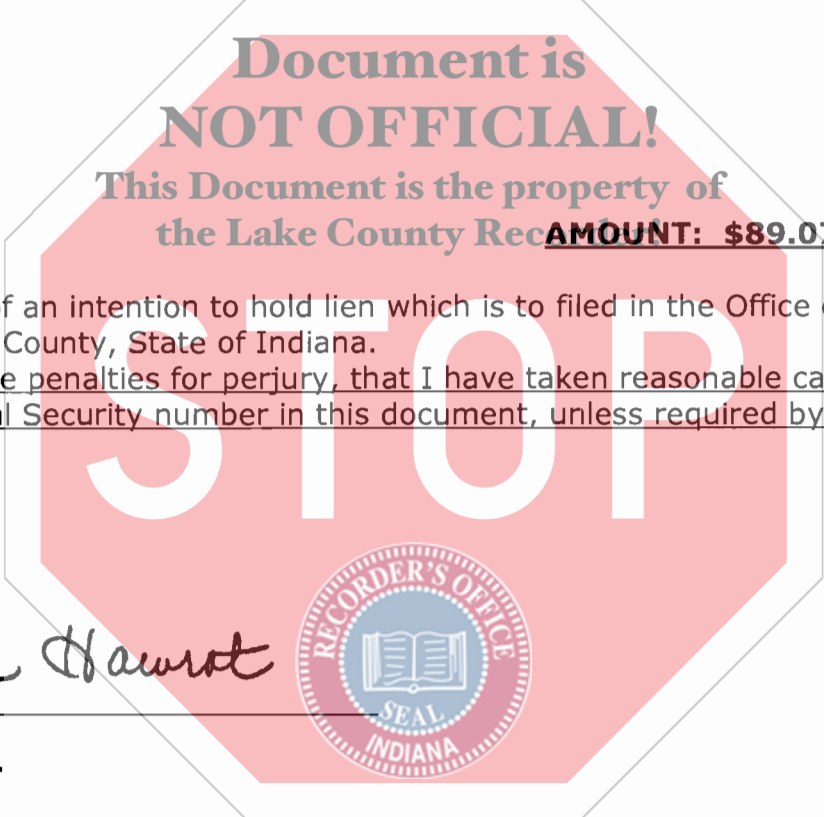 Document is
NOT OFFICIAL!
This Document is the property of
the Lake County Recorder!
AMOUNT: $89.07
f an intention to hold lien which is to filed in the Office
County, State of Indiana.
e penalties for perjury, that I have taken reasonable ca
l Security number in this document, unless required by
STOP
Hawrot
RECORDER'S OFFICE
SEAL
INDIANA